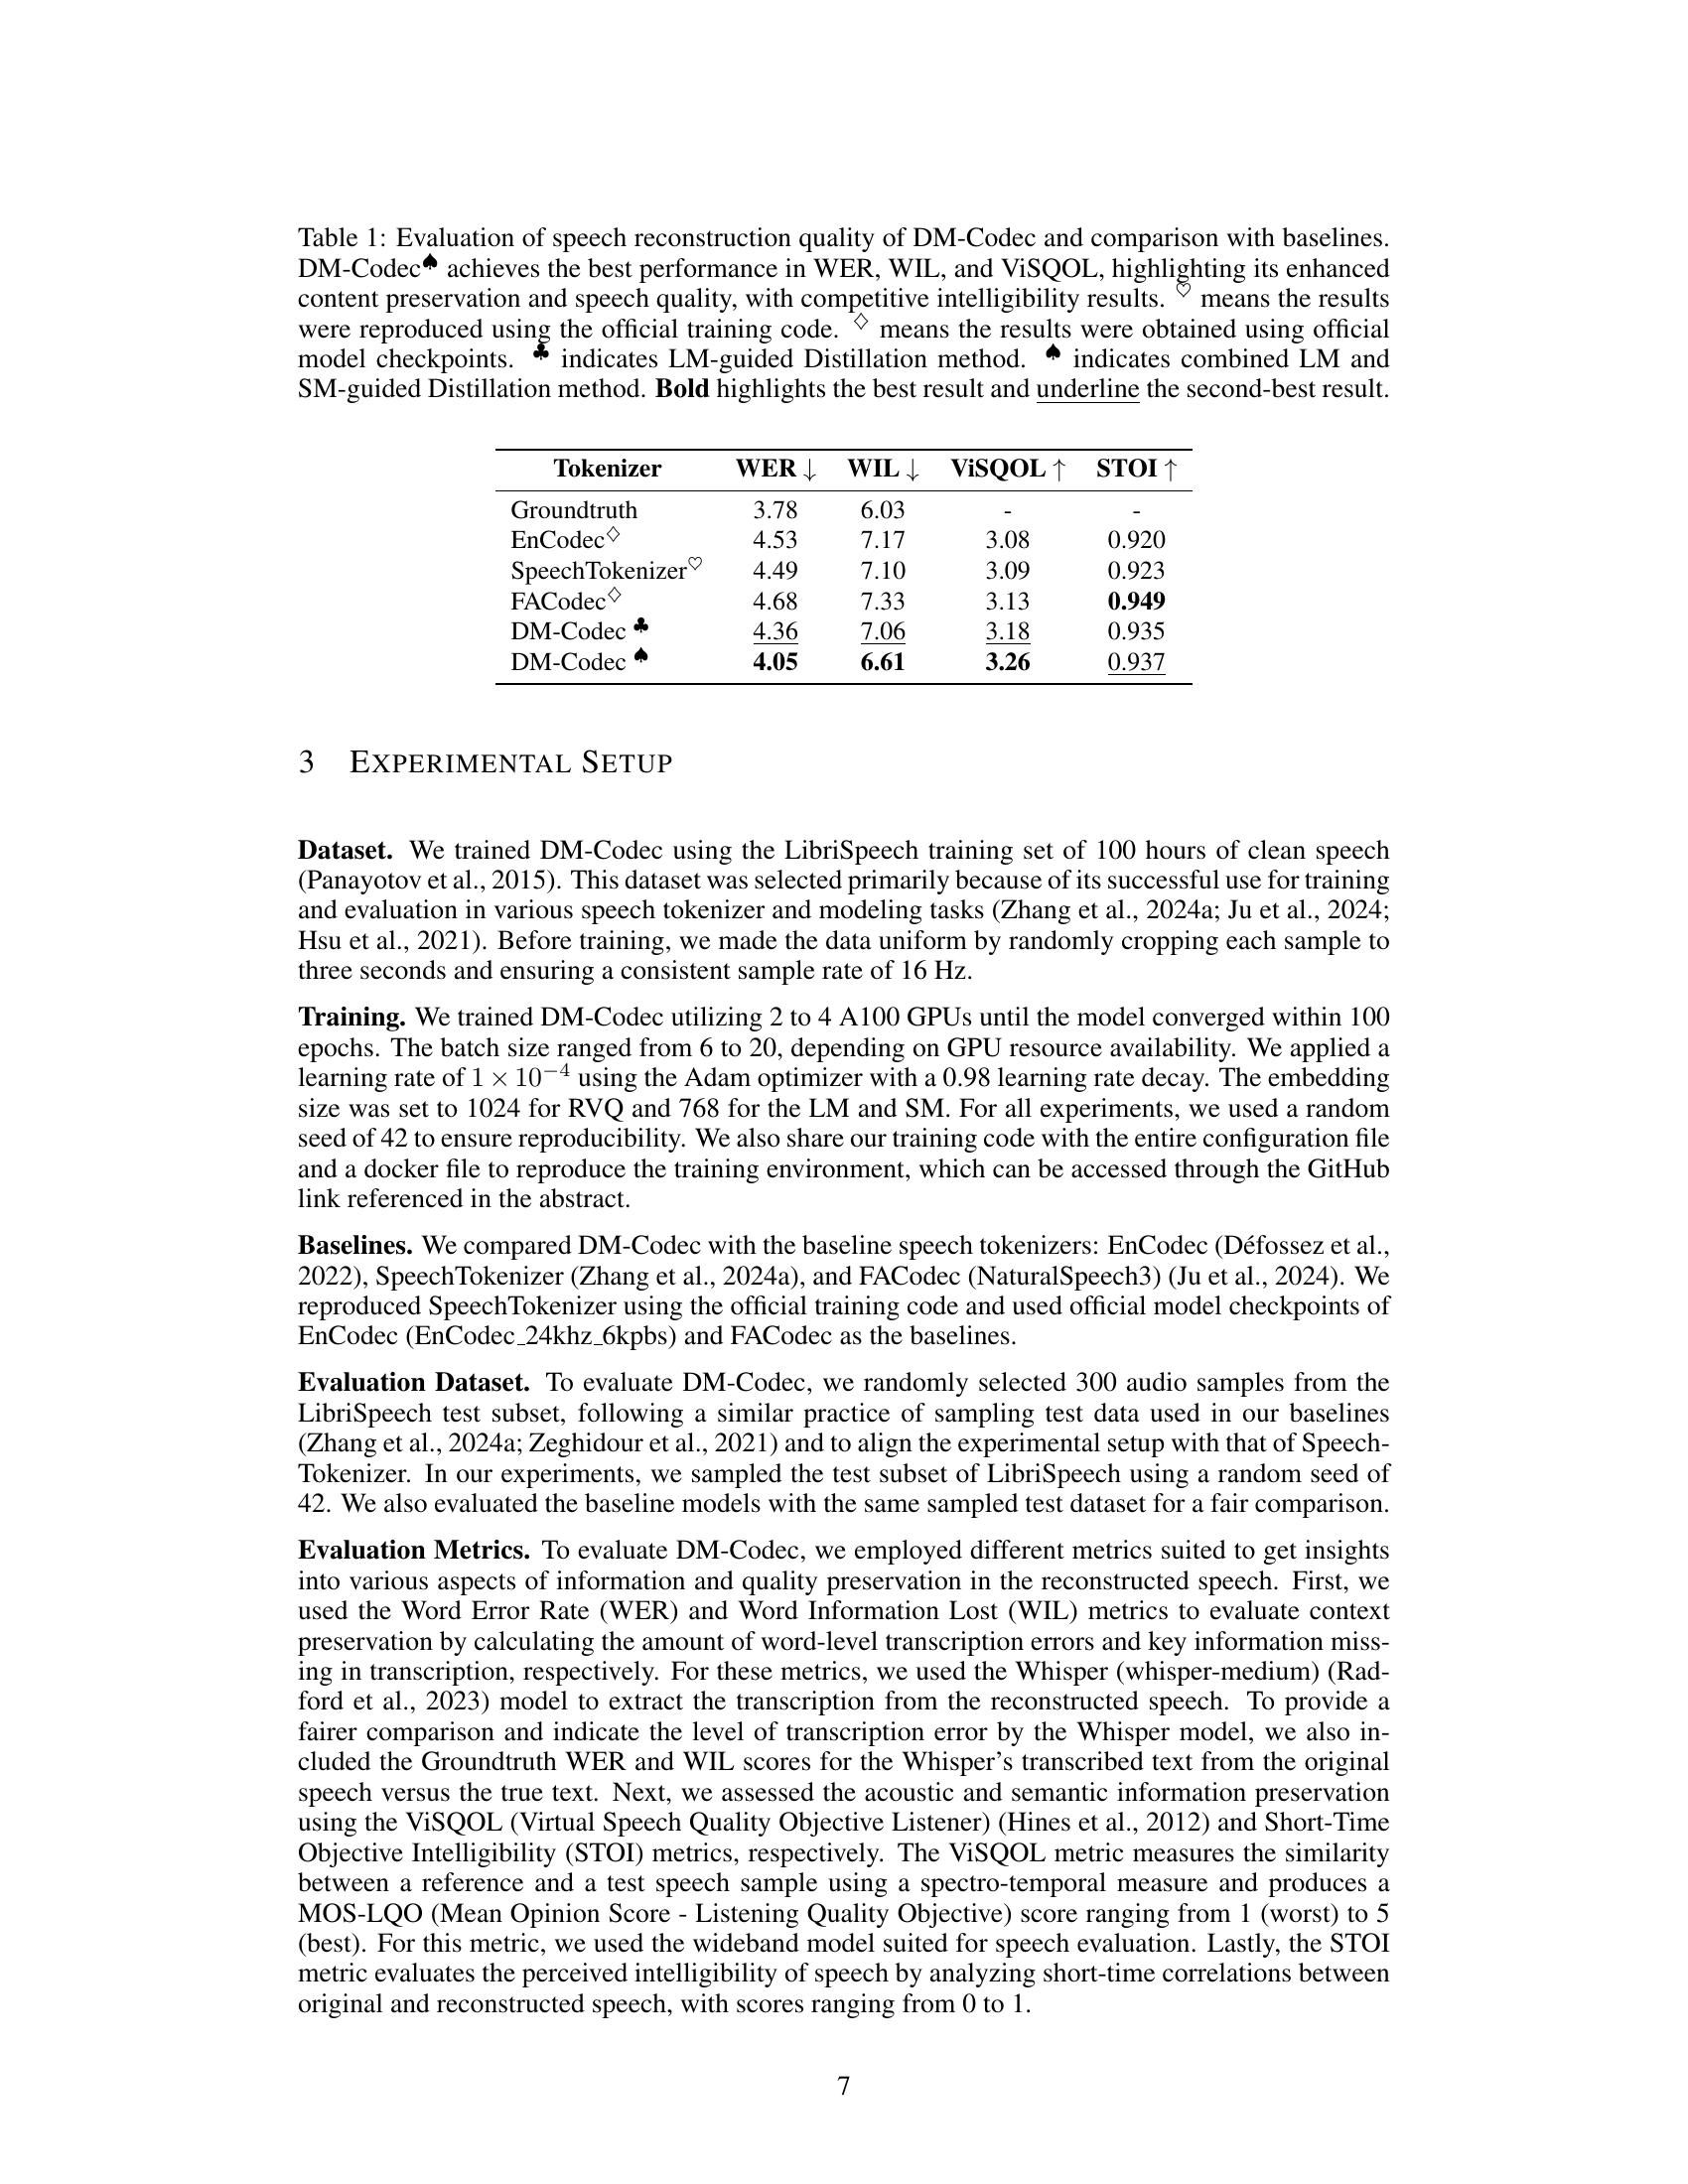 Table 1: Evaluation of speech reconstruction quality of DM-Codec and comparison with baselines.
DM-Codec♠ achieves the best performance in WER, WIL, and ViSQOL, highlighting its enhanced
content preservation and speech quality, with competitive intelligibility results. ♡ means the results
were reproduced using the official training code. ♢ means the results were obtained using official
model checkpoints. ♣ indicates LM-guided Distillation method. ♠ indicates combined LM and
SM-guided Distillation method. Bold highlights the best result and underline the second-best result.
Tokenizer WER ↓ WIL ↓ ViSQOL ↑ STOI ↑
Groundtruth 3.78 6.03 - -
EnCodec♢ 4.53 7.17 3.08 0.920
SpeechTokenizer♡ 4.49 7.10 3.09 0.923
FACodec♢ 4.68 7.33 3.13 0.949
DM-Codec ♣ 4.36 7.06 3.18 0.935
DM-Codec ♠ 4.05 6.61 3.26 0.937
3 EXPERIMENTAL SETUP
Dataset. We trained DM-Codec using the LibriSpeech training set of 100 hours of clean speech
(Panayotov et al., 2015). This dataset was selected primarily because of its successful use for training
and evaluation in various speech tokenizer and modeling tasks (Zhang et al., 2024a; Ju et al., 2024;
Hsu et al., 2021). Before training, we made the data uniform by randomly cropping each sample to
three seconds and ensuring a consistent sample rate of 16 Hz.
Training. We trained DM-Codec utilizing 2 to 4 A100 GPUs until the model converged within 100
epochs. The batch size ranged from 6 to 20, depending on GPU resource availability. We applied a
learning rate of 1 × 10⁻⁴ using the Adam optimizer with a 0.98 learning rate decay. The embedding
size was set to 1024 for RVQ and 768 for the LM and SM. For all experiments, we used a random
seed of 42 to ensure reproducibility. We also share our training code with the entire configuration file
and a docker file to reproduce the training environment, which can be accessed through the GitHub
link referenced in the abstract.
Baselines. We compared DM-Codec with the baseline speech tokenizers: EnCodec (Défossez et al.,
2022), SpeechTokenizer (Zhang et al., 2024a), and FACodec (NaturalSpeech3) (Ju et al., 2024). We
reproduced SpeechTokenizer using the official training code and used official model checkpoints of
EnCodec (EnCodec_24khz_6kpbs) and FACodec as the baselines.
Evaluation Dataset. To evaluate DM-Codec, we randomly selected 300 audio samples from the
LibriSpeech test subset, following a similar practice of sampling test data used in our baselines
(Zhang et al., 2024a; Zeghidour et al., 2021) and to align the experimental setup with that of Speech-
Tokenizer. In our experiments, we sampled the test subset of LibriSpeech using a random seed of
42. We also evaluated the baseline models with the same sampled test dataset for a fair comparison.
Evaluation Metrics. To evaluate DM-Codec, we employed different metrics suited to get insights
into various aspects of information and quality preservation in the reconstructed speech. First, we
used the Word Error Rate (WER) and Word Information Lost (WIL) metrics to evaluate context
preservation by calculating the amount of word-level transcription errors and key information miss-
ing in transcription, respectively. For these metrics, we used the Whisper (whisper-medium) (Rad-
ford et al., 2023) model to extract the transcription from the reconstructed speech. To provide a
fairer comparison and indicate the level of transcription error by the Whisper model, we also in-
cluded the Groundtruth WER and WIL scores for the Whisper's transcribed text from the original
speech versus the true text. Next, we assessed the acoustic and semantic information preservation
using the ViSQOL (Virtual Speech Quality Objective Listener) (Hines et al., 2012) and Short-Time
Objective Intelligibility (STOI) metrics, respectively. The ViSQOL metric measures the similarity
between a reference and a test speech sample using a spectro-temporal measure and produces a
MOS-LQO (Mean Opinion Score - Listening Quality Objective) score ranging from 1 (worst) to 5
(best). For this metric, we used the wideband model suited for speech evaluation. Lastly, the STOI
metric evaluates the perceived intelligibility of speech by analyzing short-time correlations between
original and reconstructed speech, with scores ranging from 0 to 1.
7